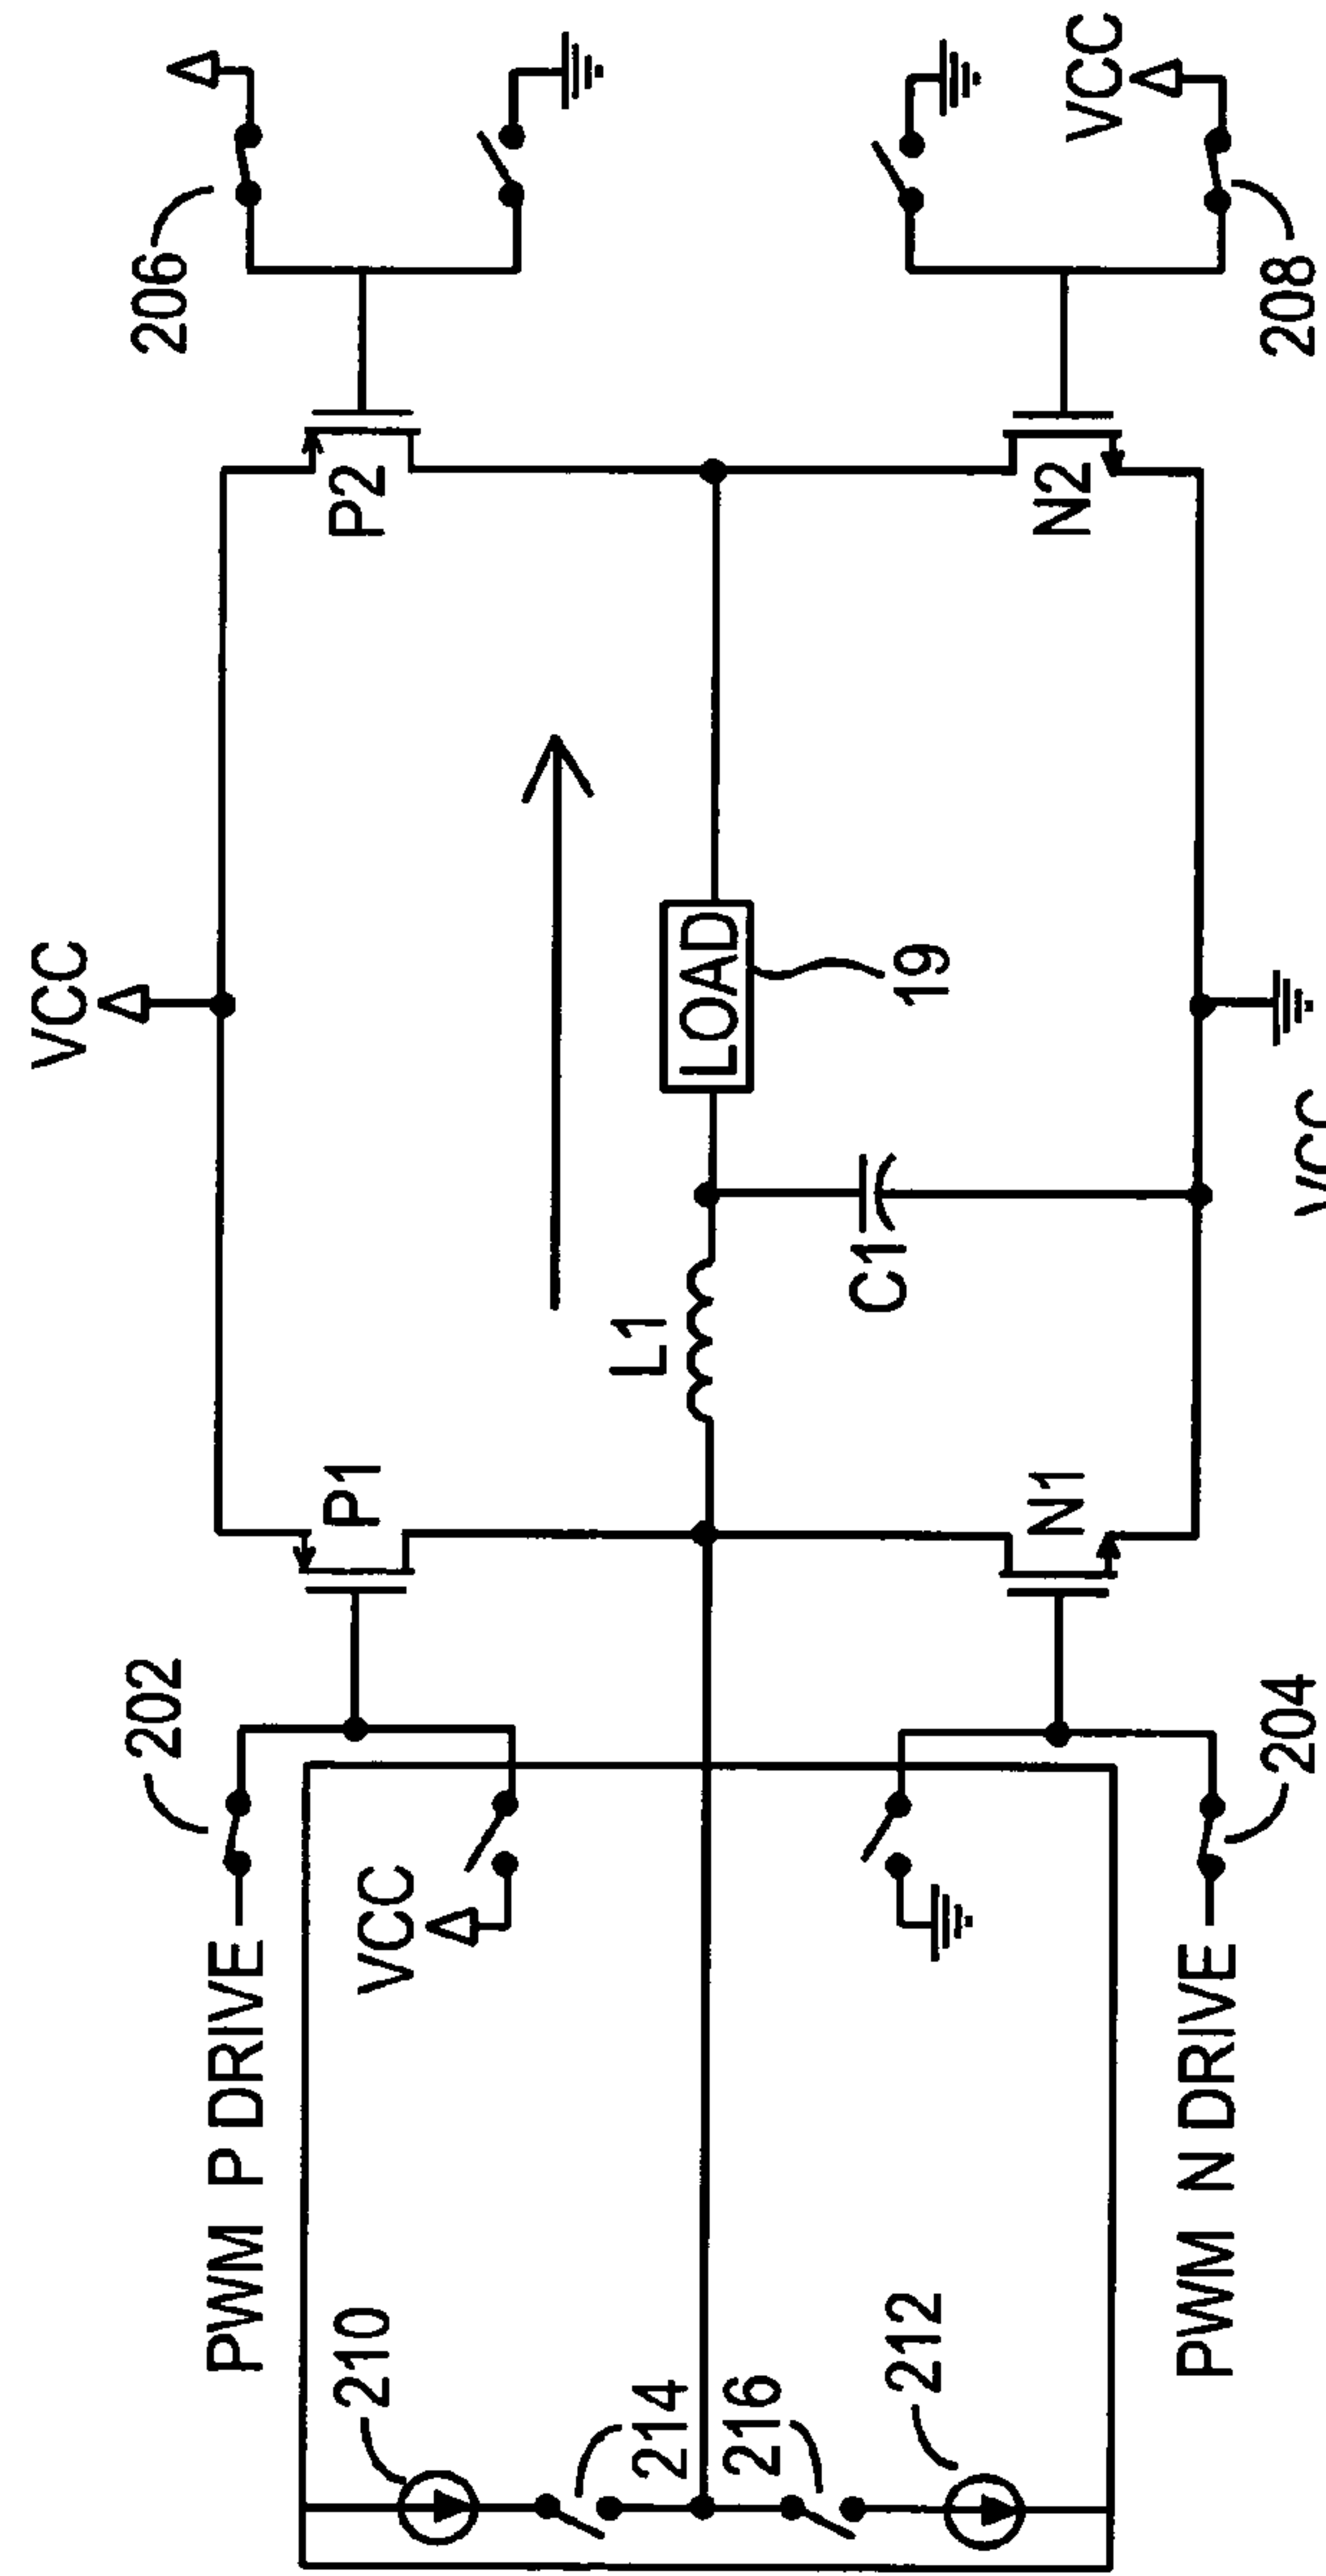 VCC
206
P2
N2
VCC
208
LOAD
19
L1
C1
VCC
P1
N1
202
204
VCC
PWM P DRIVE
PWM N DRIVE
210
214
216
212